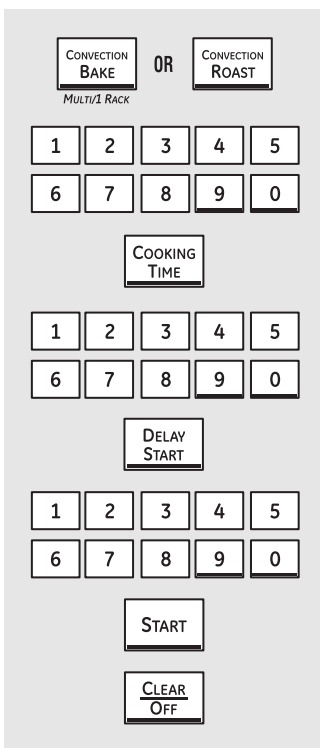 CONVECTION BAKE OR CONVECTION ROAST
MULTI/1 RACK
1 2 3 4 5
6 7 8 9 0
COOKING
TIME
1 2 3 4 5
6 7 8 9 0
DELAY
START
1 2 3 4 5
6 7 8 9 0
START
CLEAR
OFF